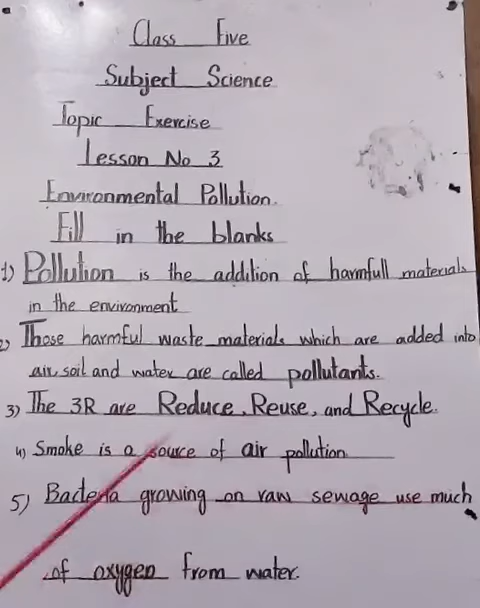 Class Five
Subject Science
Topic Exercise
Lesson No 3
Environmental Pollution.
Fill in the blanks
1) Pollution is the addition of harmfull materials
in the environment
2) Those harmful waste materials which are added into
air, soil and water are called pollutants.
3) The 3R are Reduce, Reuse, and Recycle.
4) Smoke is a source of air pollution
5) Bacteria growing on raw sewage use much
of oxygen from water.